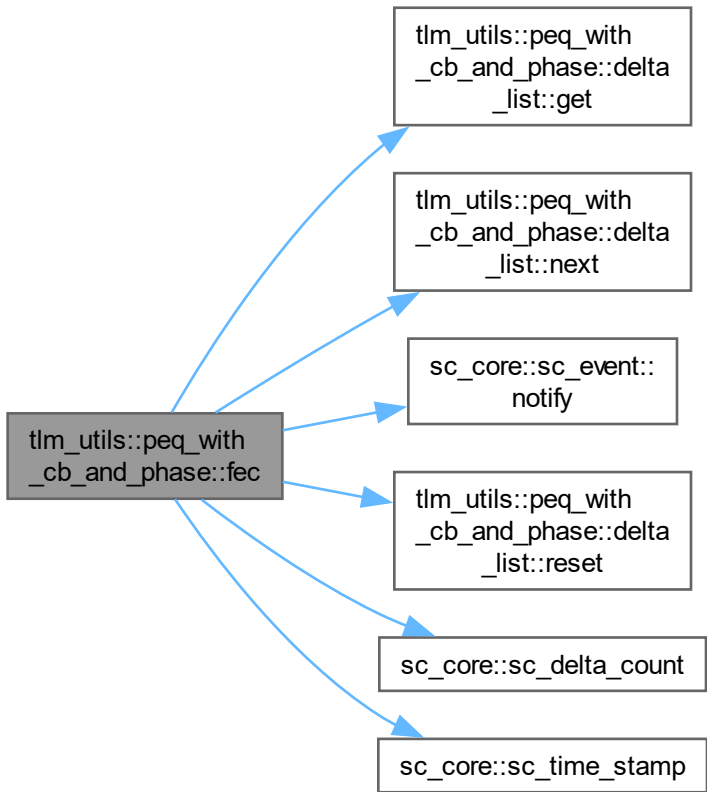 tlm_utils::peq_with
_cb_and_phase::delta
_list::get
tlm_utils::peq_with
_cb_and_phase::delta
_list::next
sc_core::sc_event::
notify
tlm_utils::peq_with
_cb_and_phase::fec
tlm_utils::peq_with
_cb_and_phase::delta
_list::reset
sc_core::sc_delta_count
sc_core::sc_time_stamp